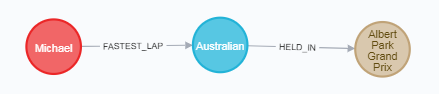 Michael
FASTEST_LAP
Australian
HELD_IN
Albert
Park
Grand
Prix